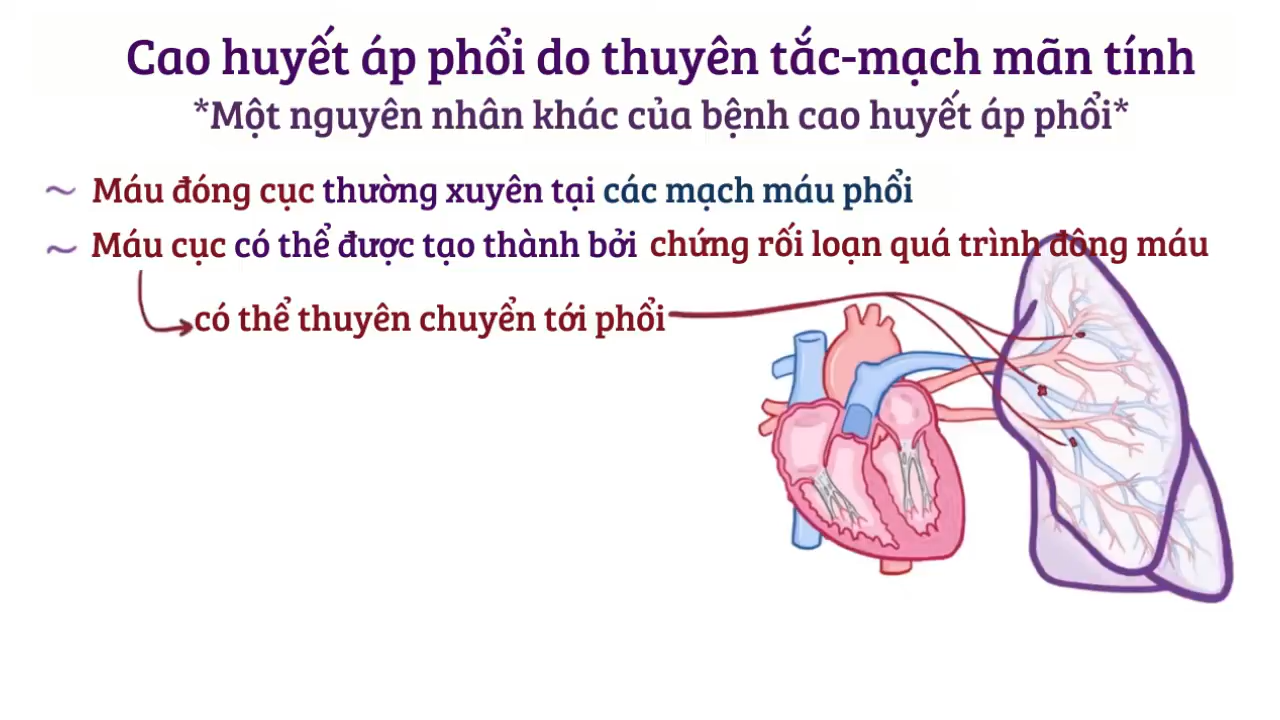 Cao huyết áp phổi do thuyên tắc-mạch mãn tính
*Một nguyên nhân khác của bệnh cao huyết áp phổi*
~ Máu đóng cục thường xuyên tại các mạch máu phổi
~ Máu cục có thể được tạo thành bởi chứng rối loạn quá trình đông máu
có thể thuyên chuyển tới phổi